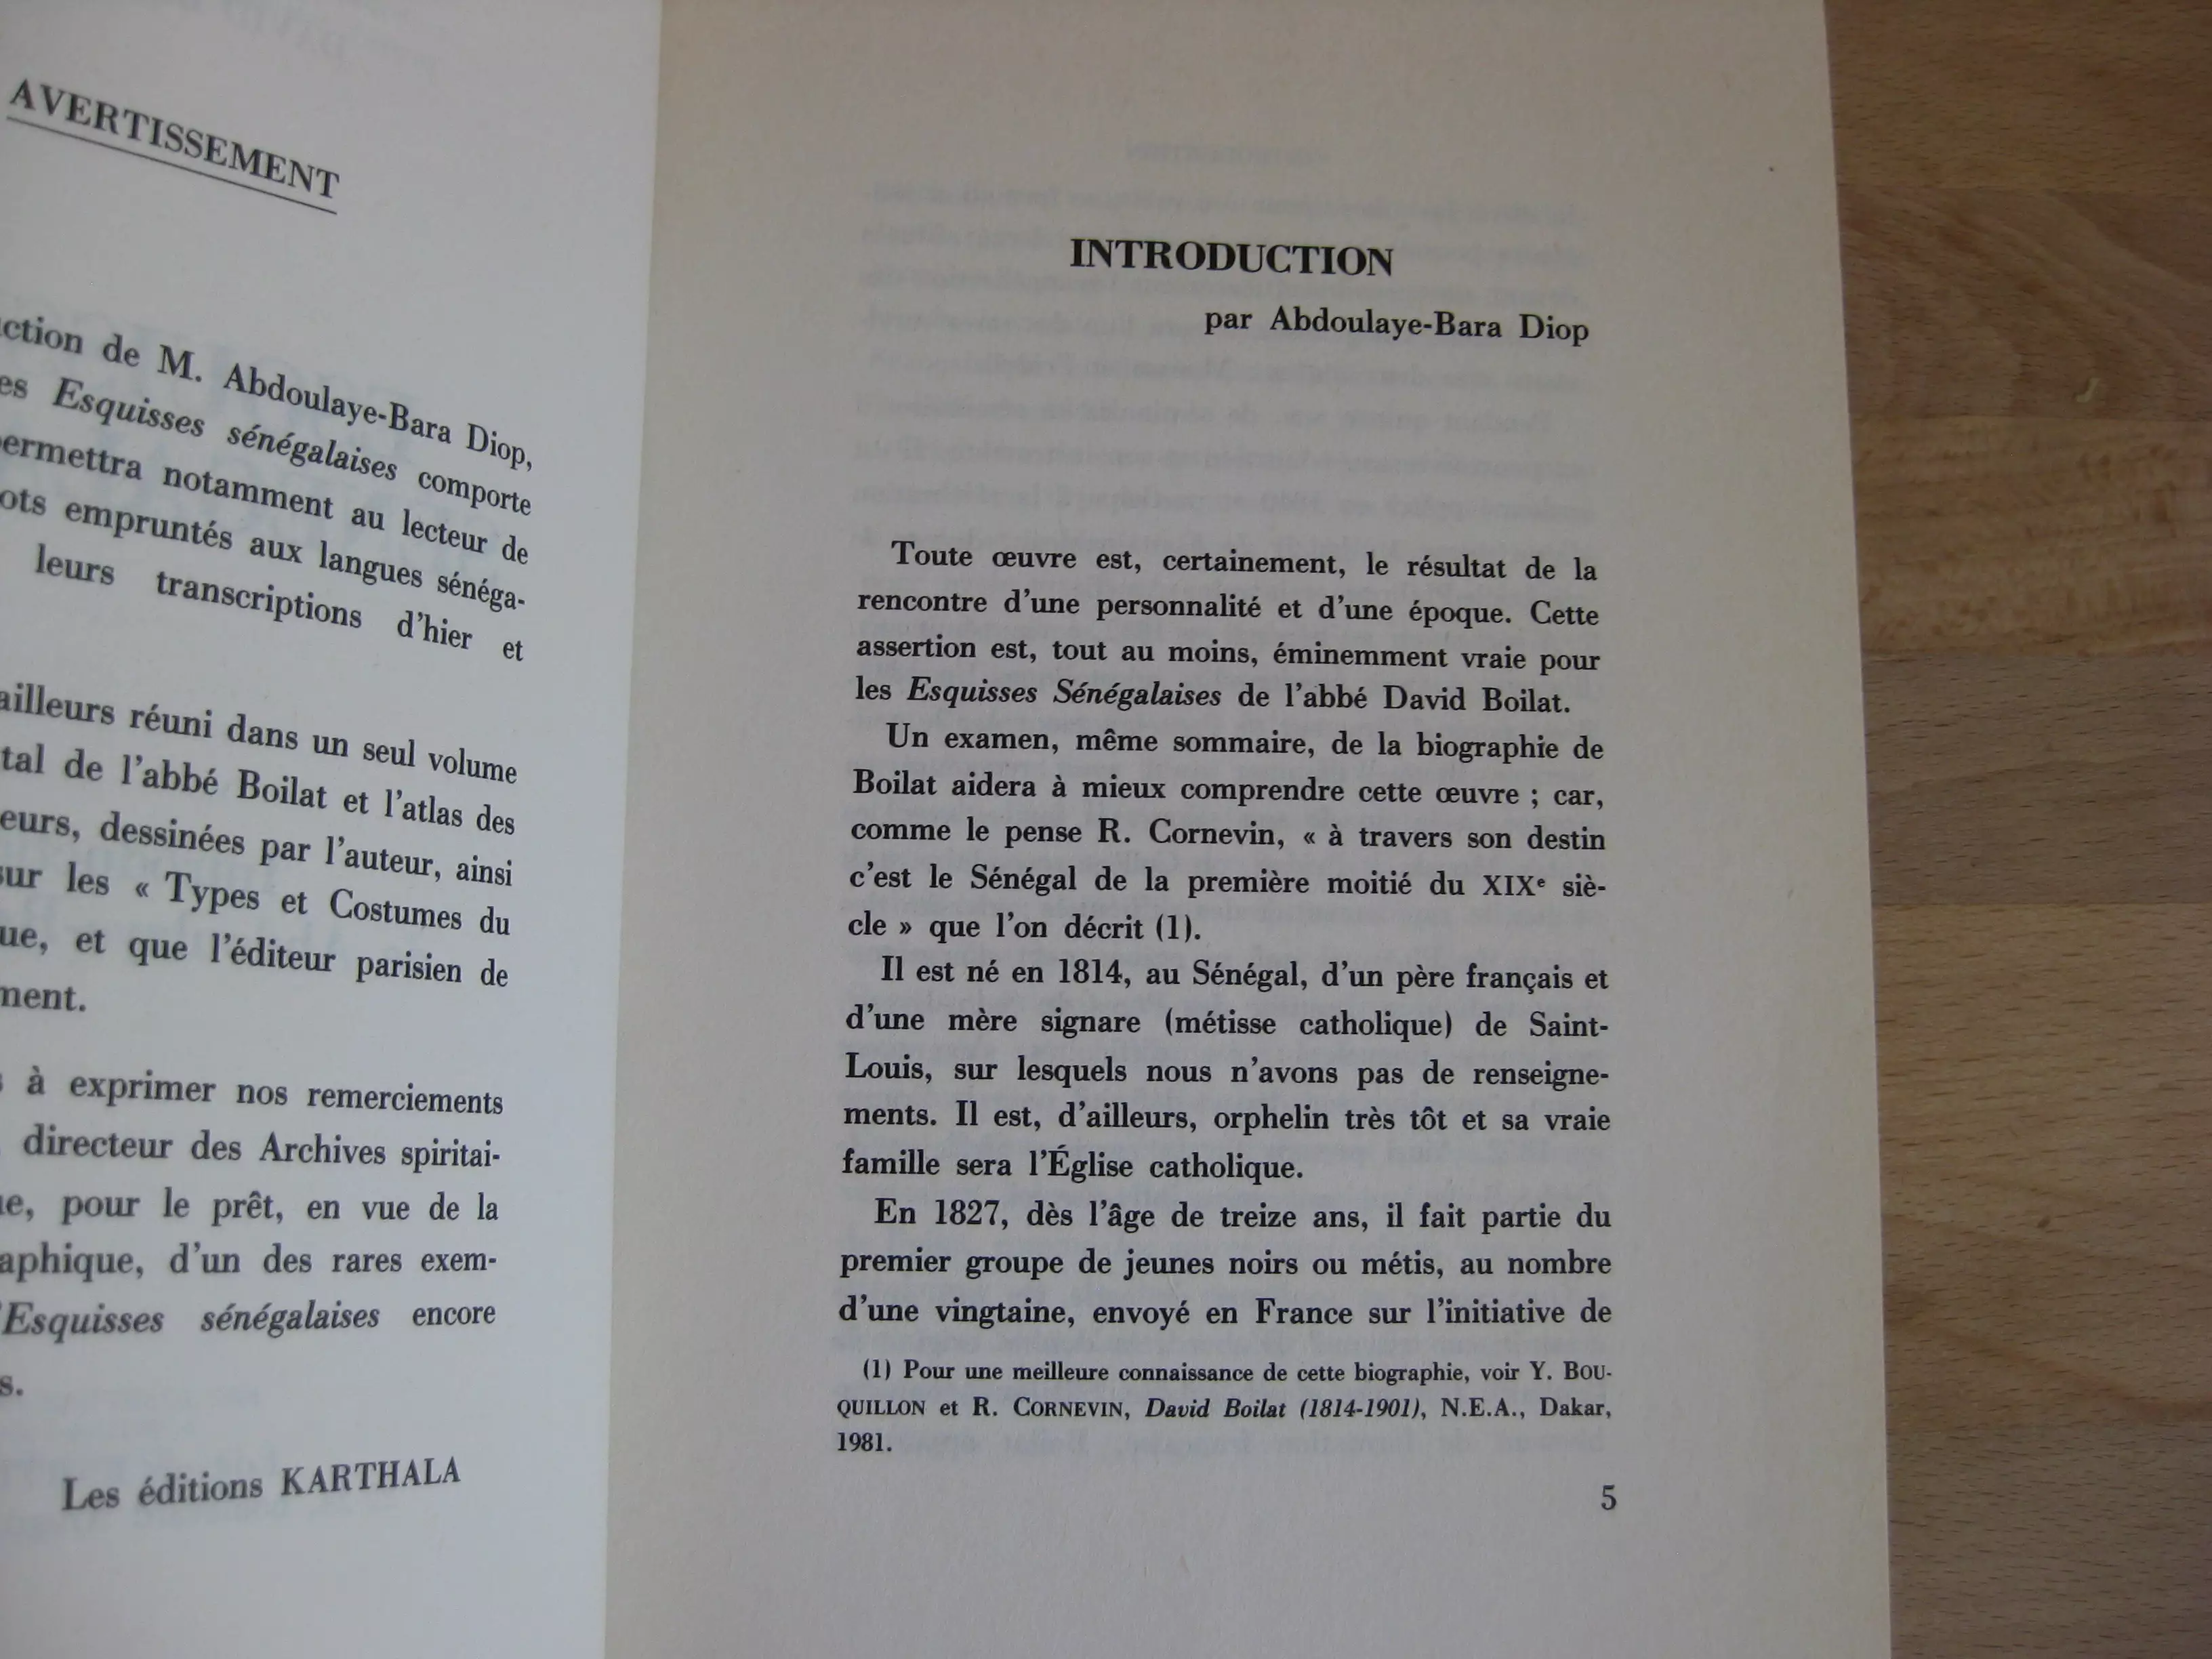 AVERTISSEMENT
de M. Abdoulaye-Bara Diop,
Esquisses sénégalaises comporte
notamment au lecteur de
empruntés aux langues sénéga-
leurs transcriptions d'hier et
réuni dans un seul volume
de l'abbé Boilat et l'atlas des
dessinées par l'auteur, ainsi
les « Types et Costumes du
et que l'éditeur parisien de
à exprimer nos remerciements
directeur des Archives spiritai-
pour le prêt, en vue de la
d'un des rares exem-
Esquisses sénégalaises encore
Les éditions KARTHALA
INTRODUCTION
par Abdoulaye-Bara Diop
Toute œuvre est, certainement, le résultat de la
rencontre d'une personnalité et d'une époque. Cette
assertion est, tout au moins, éminemment vraie pour
les Esquisses Sénégalaises de l'abbé David Boilat.
Un examen, même sommaire, de la biographie de
Boilat aidera à mieux comprendre cette œuvre ; car,
comme le pense R. Cornevin, « à travers son destin
c'est le Sénégal de la première moitié du XIXe siè-
cle » que l'on décrit (1).
Il est né en 1814, au Sénégal, d'un père français et
d'une mère signare (métisse catholique) de Saint-
Louis, sur lesquels nous n'avons pas de renseigne-
ments. Il est, d'ailleurs, orphelin très tôt et sa vraie
famille sera l'Église catholique.
En 1827, dès l'âge de treize ans, il fait partie du
premier groupe de jeunes noirs ou métis, au nombre
d'une vingtaine, envoyé en France sur l'initiative de
(1) Pour une meilleure connaissance de cette biographie, voir Y. BOU-
QUILLON et R. CORNEVIN, David Boilat (1814-1901), N.E.A., Dakar,
1981.
5